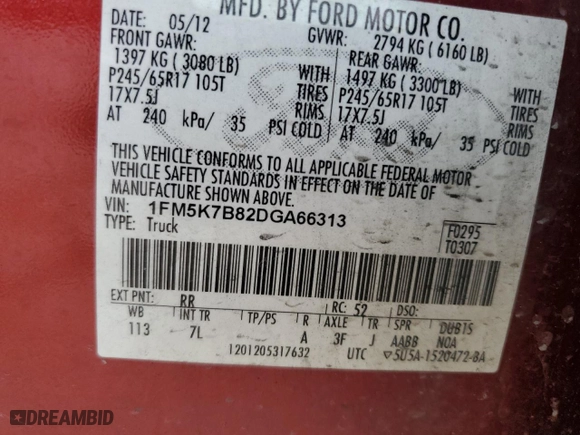 MFD. BY FORD MOTOR CO.
DATE: 05/12 GVWR: 2794 KG (6160 LB)
FRONT GAWR: REAR GAWR:
1397 KG (3080 LB) WITH 1497 KG (3300LB) WITH
P245/65R17 105T TIRES P245/65R17 105T TIRES
17X7.5J RIMS 17X7.5J RIMS
AT 240 kPa/ 35 PSI COLD AT 240 kPa/ 35 PSI COLD
THIS VEHICLE CONFORMS TO ALL APPLICABLE FEDERAL MOTOR
VEHICLE SAFETY STANDARDS IN EFFECT ON THE DATE OF
MANUFACTURE SHOWN ABOVE.
VIN: 1FM5K7B82DGA66313
TYPE: Truck
F0295
T0307
EXT PNT: RR RC: 52 DSO:
WB INT TR TP/PS R AXLE TR SPR
113 7L A 3F J AABB NOA
1201205317632 UTC ▽5U5A-1520472-BA
DREAMBID